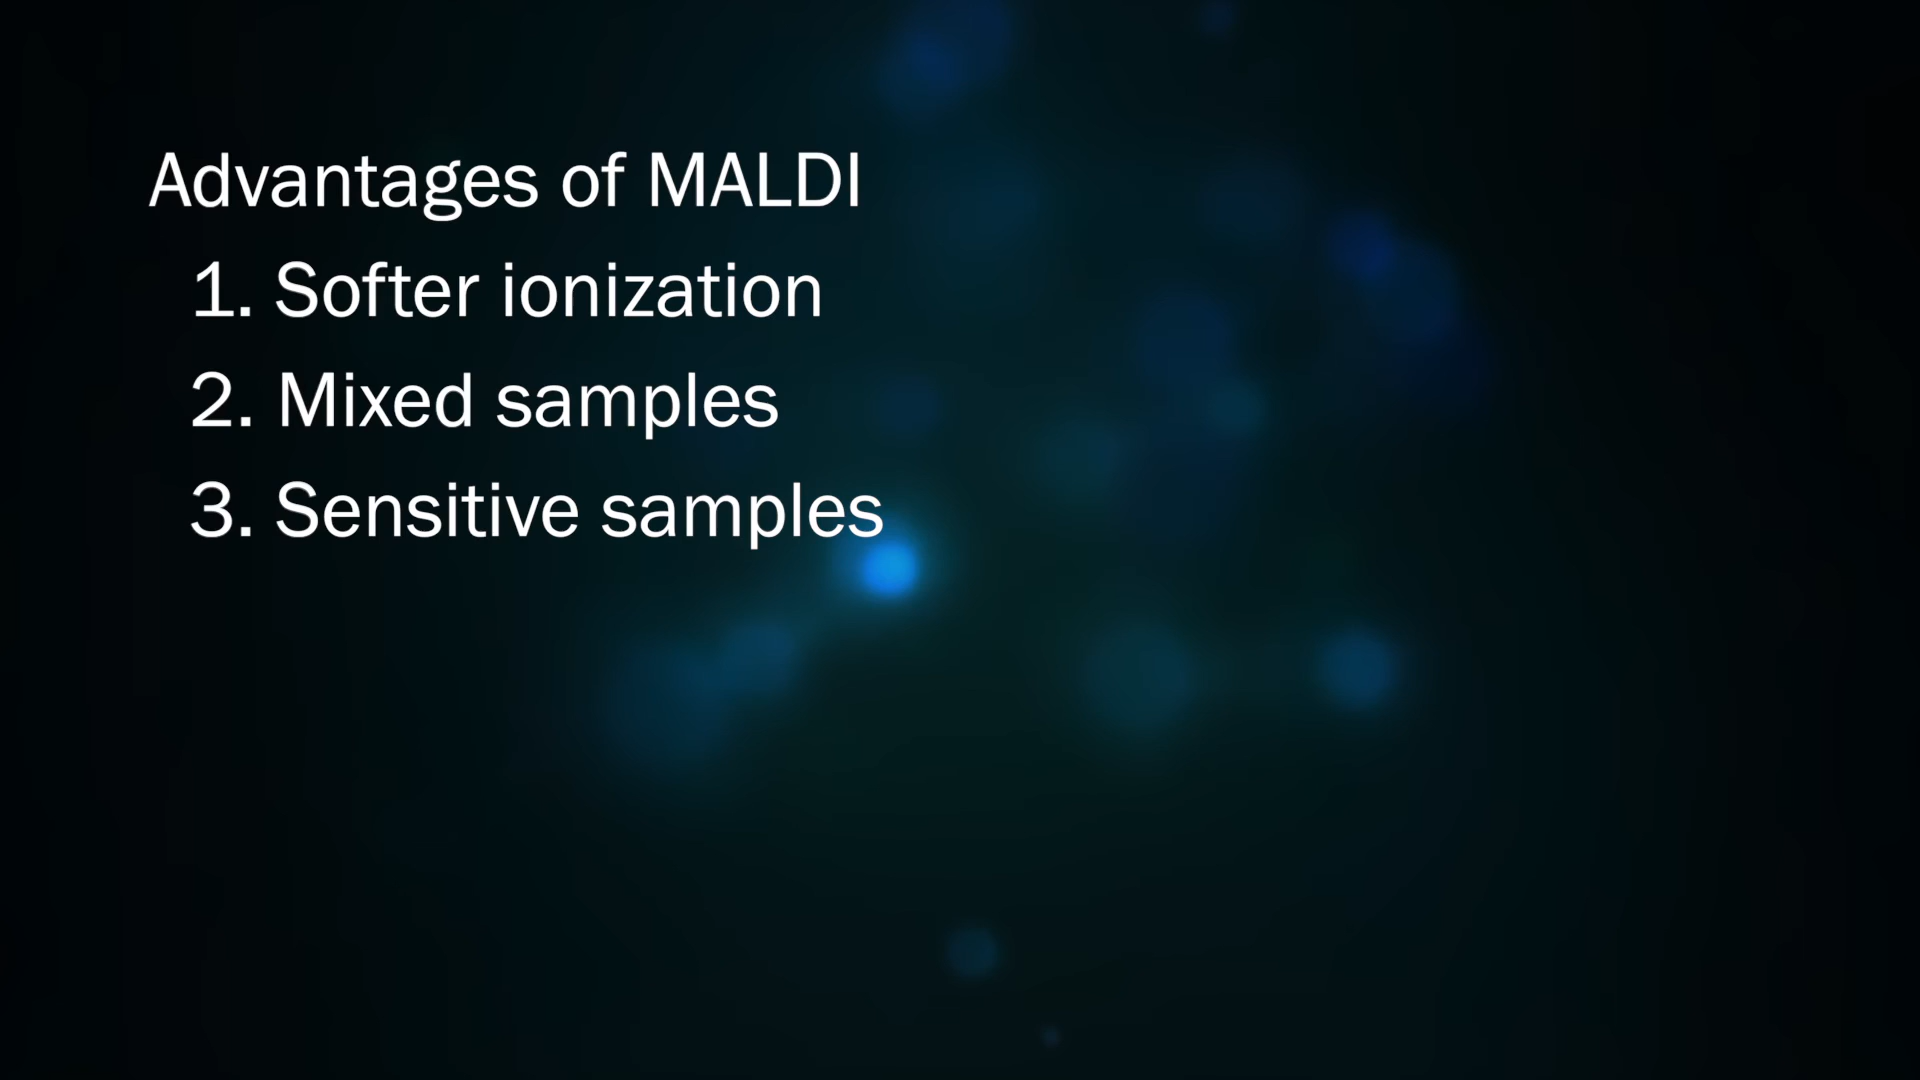 Advantages of MALDI
1. Softer ionization
2. Mixed samples
3. Sensitive samples